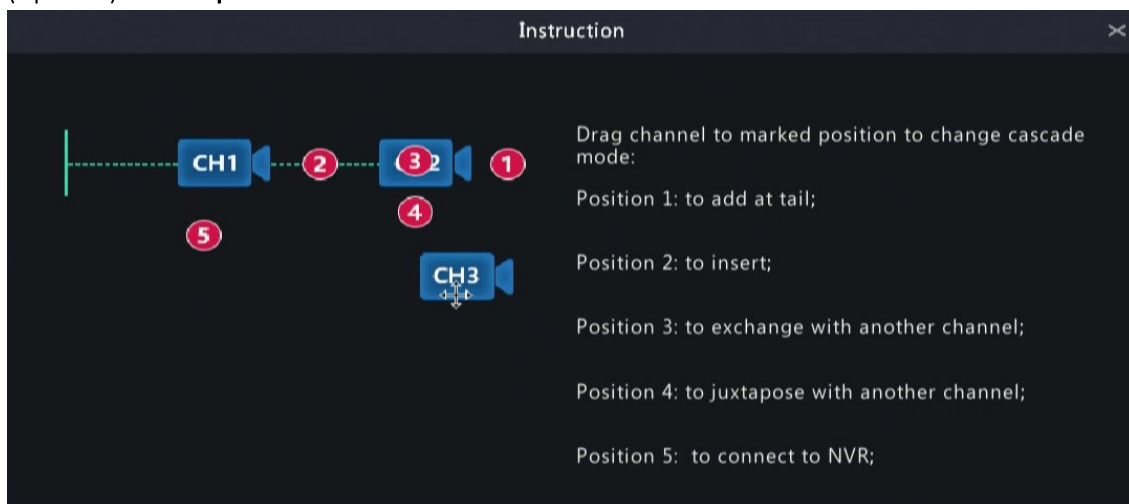 Instruction
CH1
2
3
2
1
4
5
CH3
Drag channel to marked position to change cascade
mode:
Position 1: to add at tail;
Position 2: to insert;
Position 3: to exchange with another channel;
Position 4: to juxtapose with another channel;
Position 5: to connect to NVR;